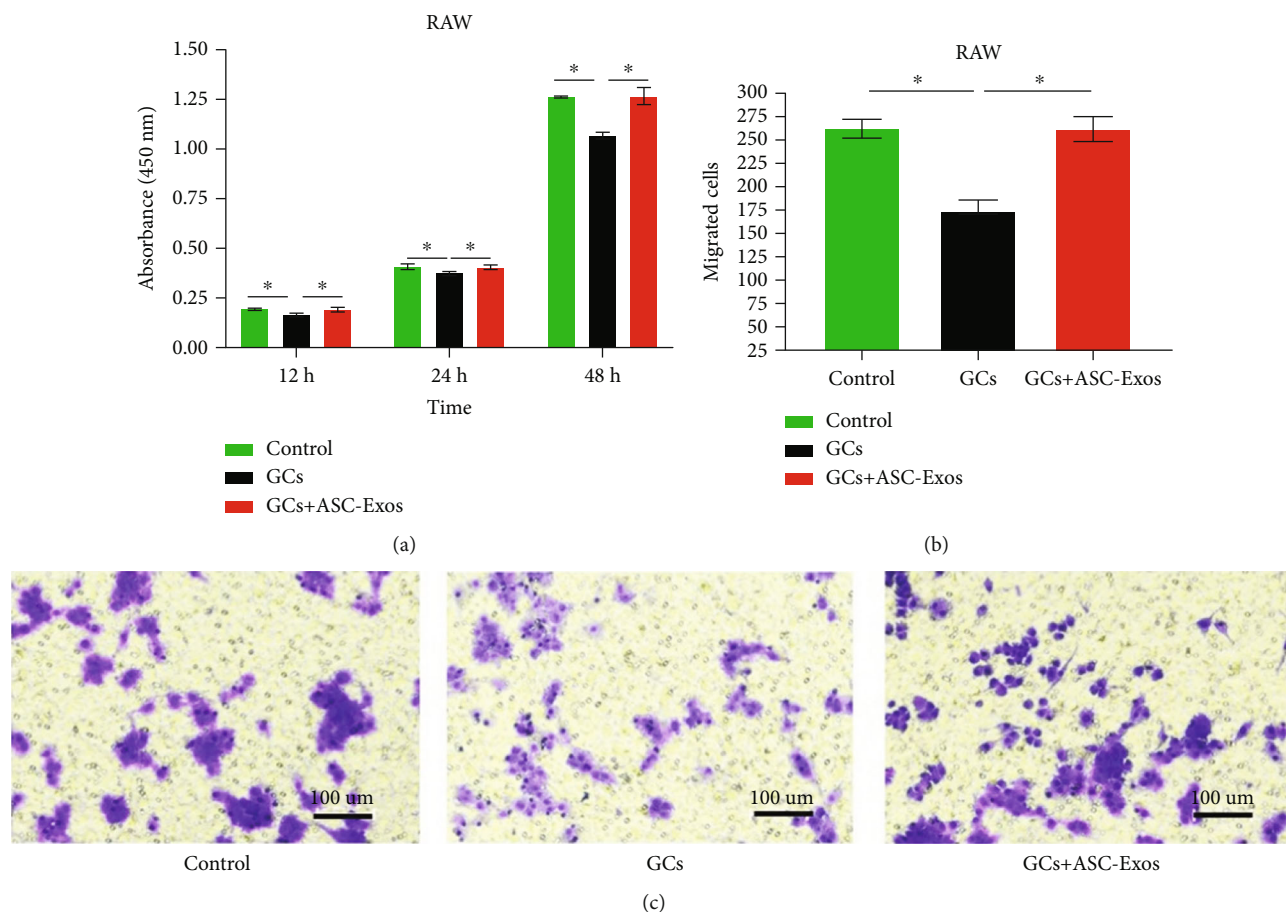 RAW
1.50
1.25
1.00
0.75
0.50
0.25
0.00
Absorbance (450 nm)
* *
* *
* *
12 h 24 h 48 h
Time
Control
GCs
GCs+ASC-Exos
(a)
RAW
300
275
250
225
200
175
150
125
100
75
50
25
Migrated cells
* *
Control GCs GCs+ASC-Exos
Control
GCs
GCs+ASC-Exos
(b)
100 um
100 um
100 um
Control
GCs
GCs+ASC-Exos
(c)